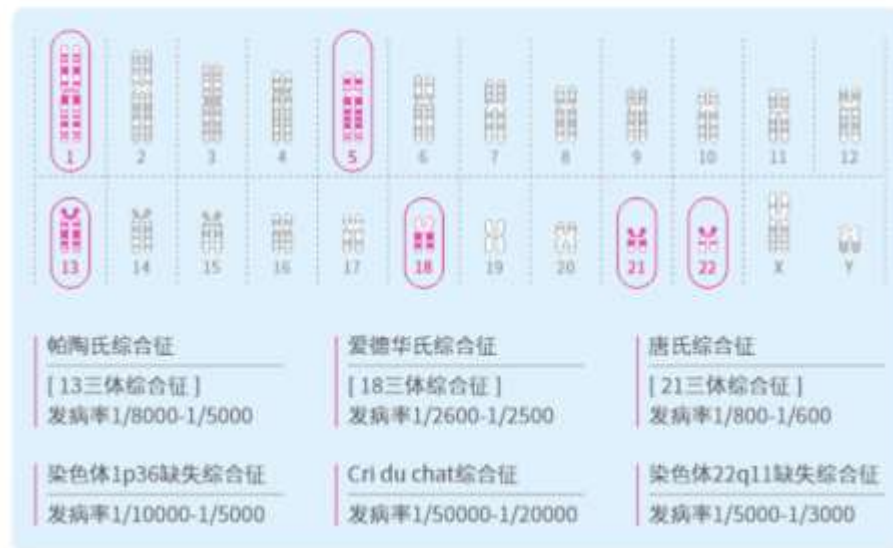 1 2 3 4 5 6 7 8 9 10 11 12
13 14 15 16 17 18 19 20 21 22 X Y
帕陶氏综合征
[ 13三体综合征 ]
发病率1/8000-1/5000
爱德华氏综合征
[ 18三体综合征 ]
发病率1/2600-1/2500
唐氏综合征
[ 21三体综合征 ]
发病率1/800-1/600
染色体1p36缺失综合征
发病率1/10000-1/5000
Cri du chat综合征
发病率1/50000-1/20000
染色体22q11缺失综合征
发病率1/5000-1/3000